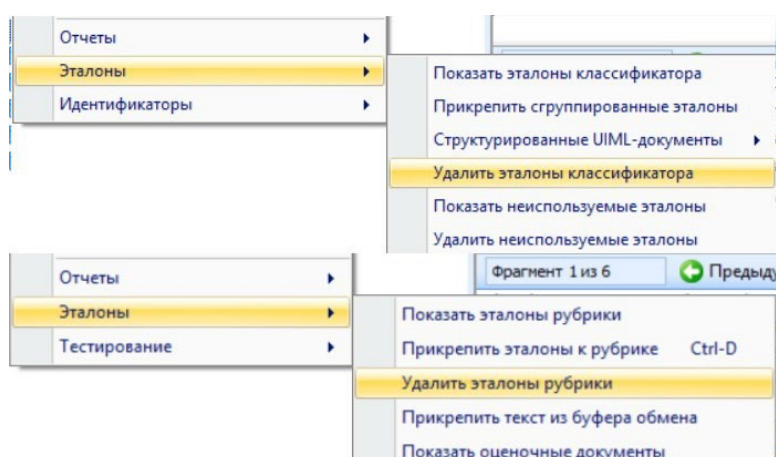 Отчеты
Эталоны
Идентификаторы
Показать эталоны классификатора
Прикрепить сгруппированные эталоны
Структурированные UIML-документы
Удалить эталоны классификатора
Показать неиспользуемые эталоны
Удалить неиспользуемые эталоны
Фрагмент 1 из 6 Предыду
Отчеты
Эталоны
Тестирование
Показать эталоны рубрики
Прикрепить эталоны к рубрике Ctrl-D
Удалить эталоны рубрики
Прикрепить текст из буфера обмена
Показать оценочные документы